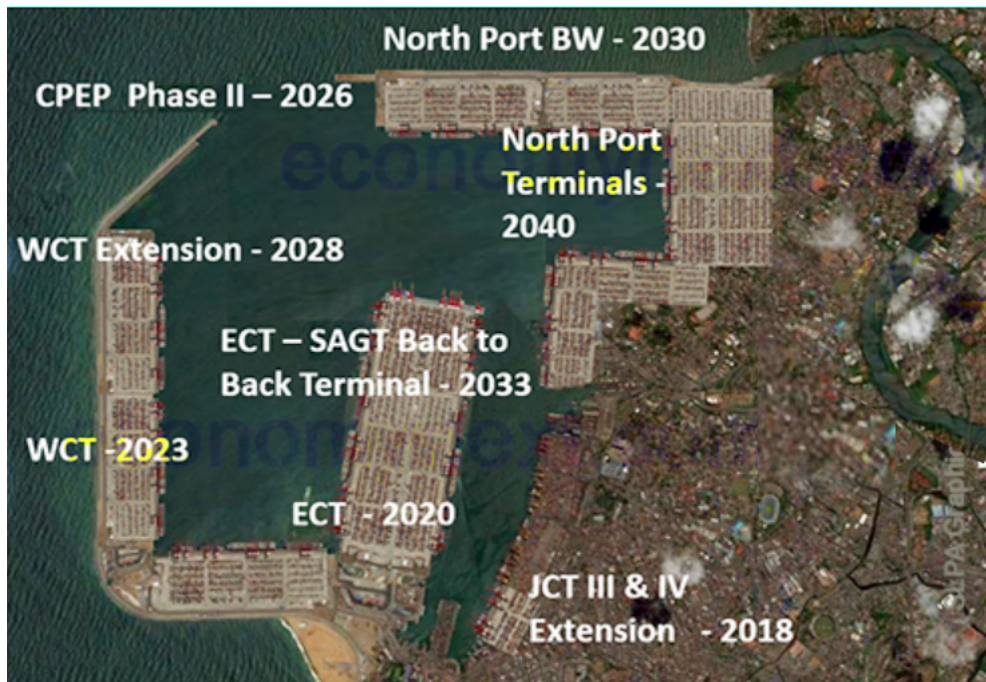 North Port BW - 2030
CPEP Phase II – 2026
North Port
Terminals -
2040
WCT Extension - 2028
ECT – SAGT Back to
Back Terminal - 2033
WCT -2023
ECT - 2020
JCT III & IV
Extension - 2018